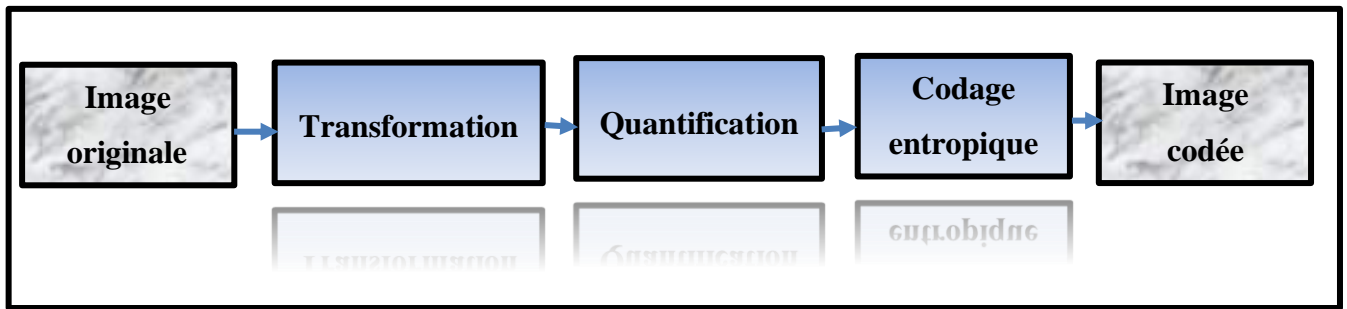 Image
originale
Transformation
Quantification
Codage
entropique
Image
codée